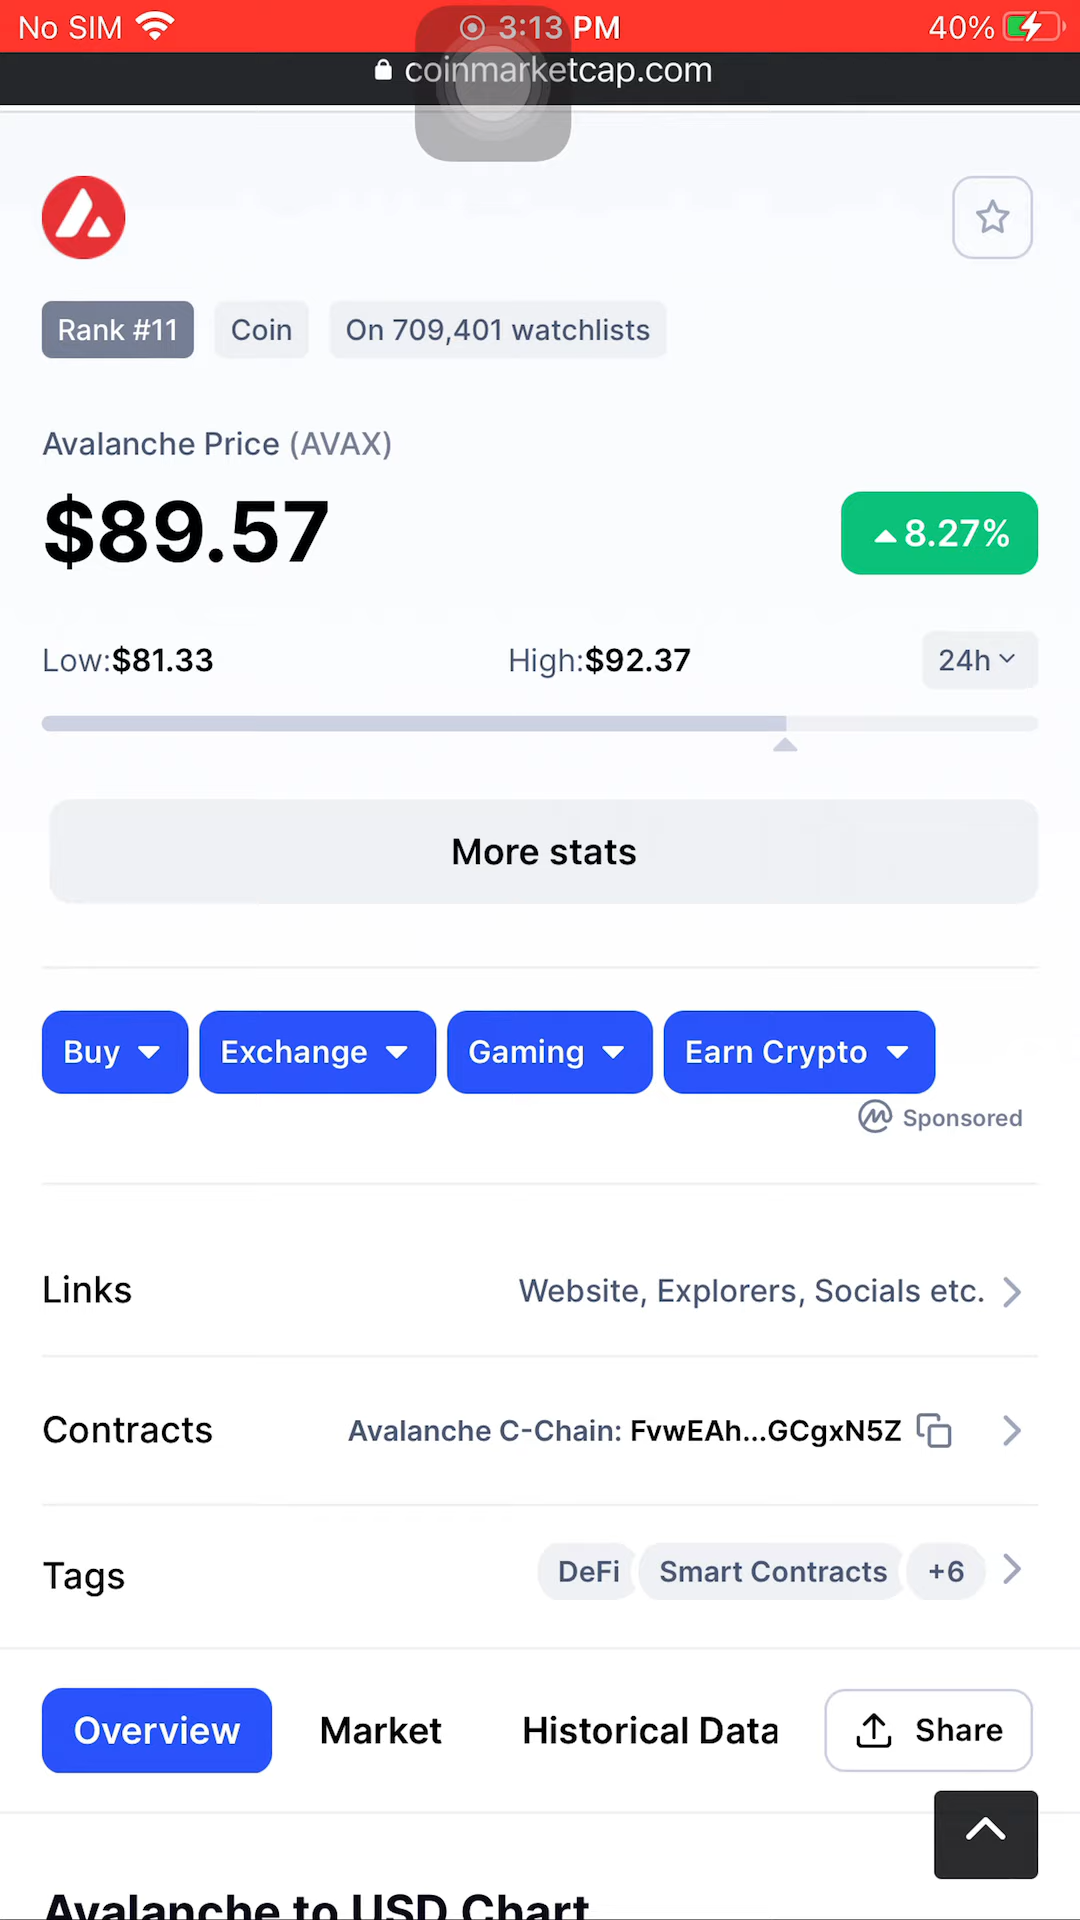 No SIM 3:13 PM 40%
coinmarketcap.com
Rank #11 Coin On 709,401 watchlists
Avalanche Price (AVAX)
$89.57 8.27%
Low:$81.33 High:$92.37 24h
More stats
Buy Exchange Gaming Earn Crypto
Sponsored
Links Website, Explorers, Socials etc.
Contracts Avalanche C-Chain: FvwEAh...GCgxN5Z
Tags DeFi Smart Contracts +6
Overview Market Historical Data Share
Avalanche to USD Chart